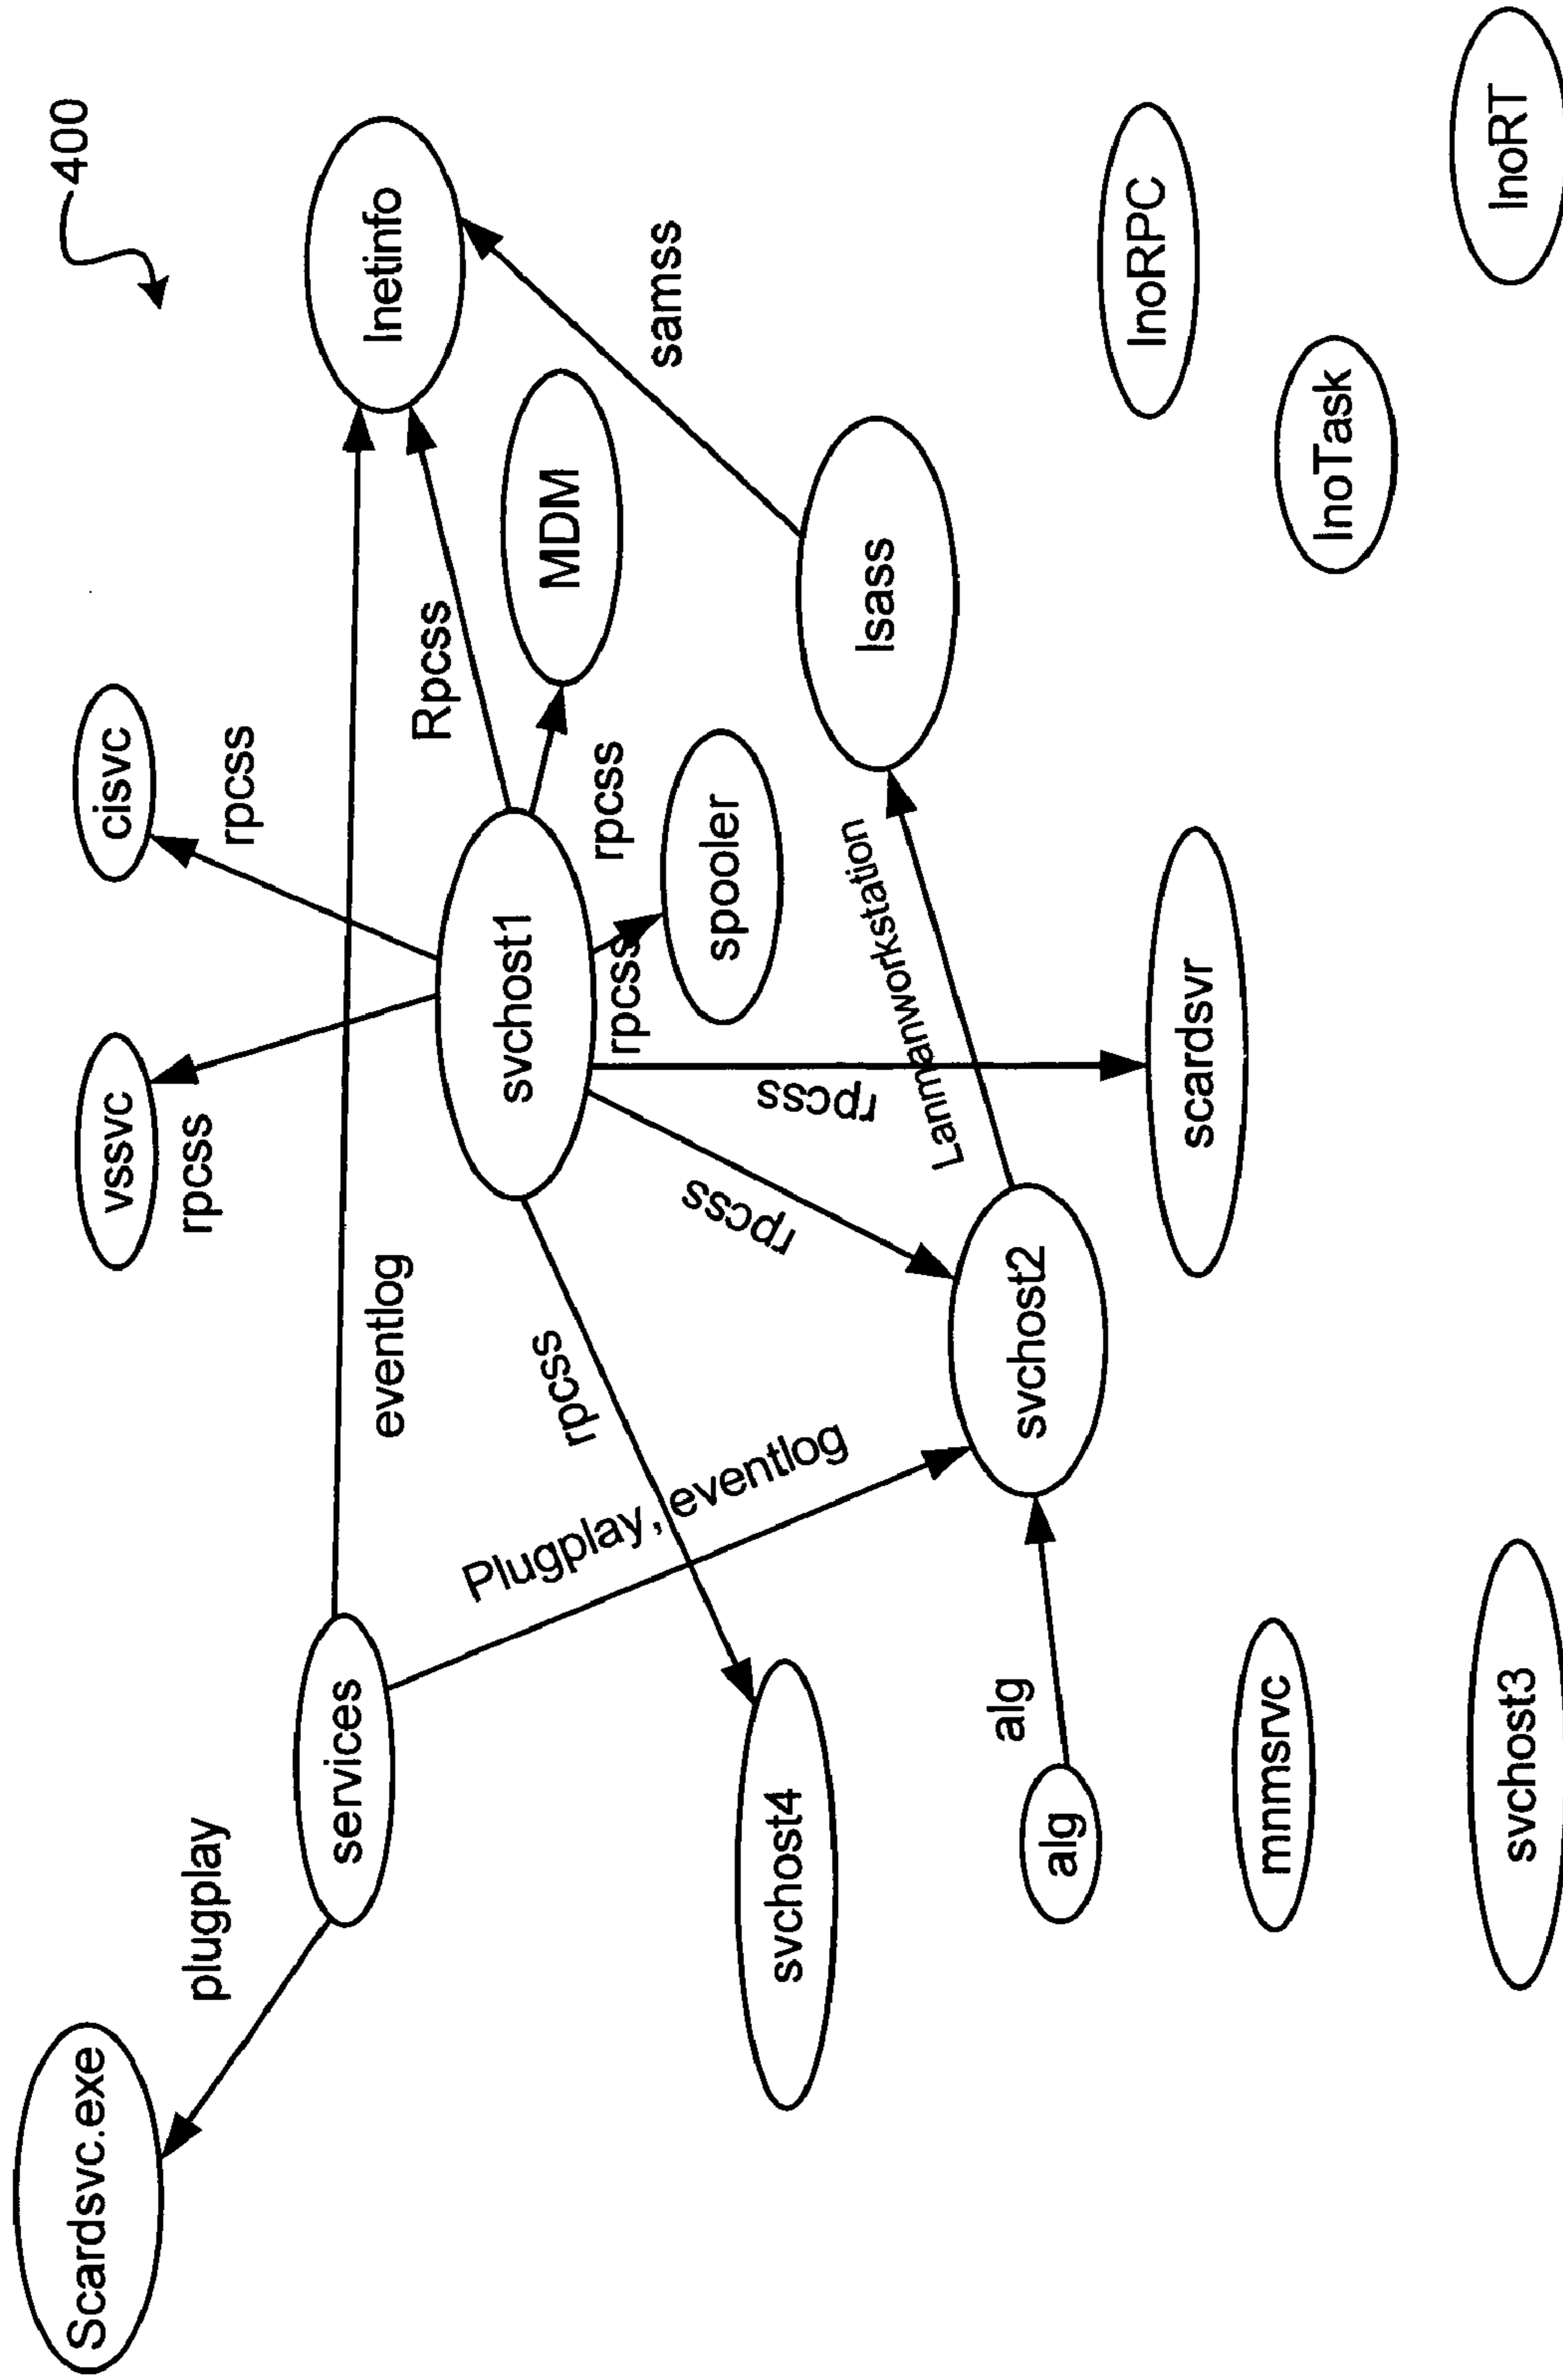 400
Scardsvc.exe
plugplay
services
vssvc
rpcss
cisvc
rpcss
eventlog
Inetinfo
Rpcss
svchost1
MDM
rpcss
rpcss
spooler
samss
rpcss
Plugplay, eventlog
rpcss
rpcss
svchost4
Lanmanworkstation
lsass
alg
alg
svchost2
scardsvr
InoRPC
mnmsrvc
InoTask
svchost3
InoRT